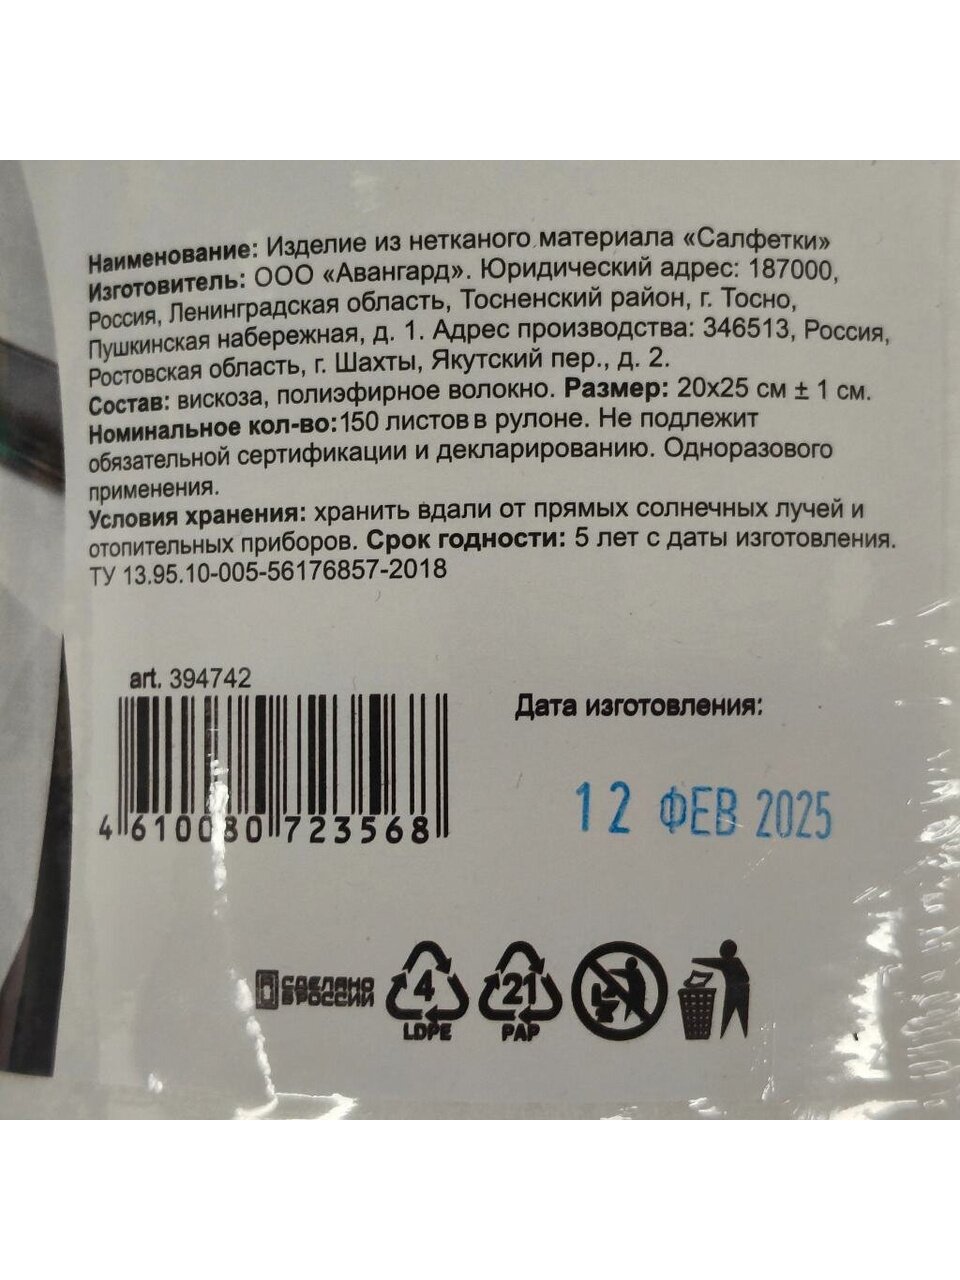 Наименование: Изделие из нетканого материала «Салфетки»
Изготовитель: ООО «Авангард». Юридический адрес: 187000,
Россия, Ленинградская область, Тосненский район, г. Тосно,
Пушкинская набережная, д. 1. Адрес производства: 346513, Россия,
Ростовская область, г. Шахты, Якутский пер., д. 2.
Состав: вискоза, полиэфирное волокно. Размер: 20х25 см ± 1 см.
Номинальное кол-во:150 листов в рулоне. Не подлежит
обязательной сертификации и декларированию. Одноразового
применения.
Условия хранения: хранить вдали от прямых солнечных лучей и
отопительных приборов. Срок годности: 5 лет с даты изготовления.
ТУ 13.95.10-005-56176857-2018
art. 394742
Дата изготовления:
12 ФЕВ 2025
4 610080 723568
СДЕЛАНО
В РОССИИ
4
LDPE
21
PAP